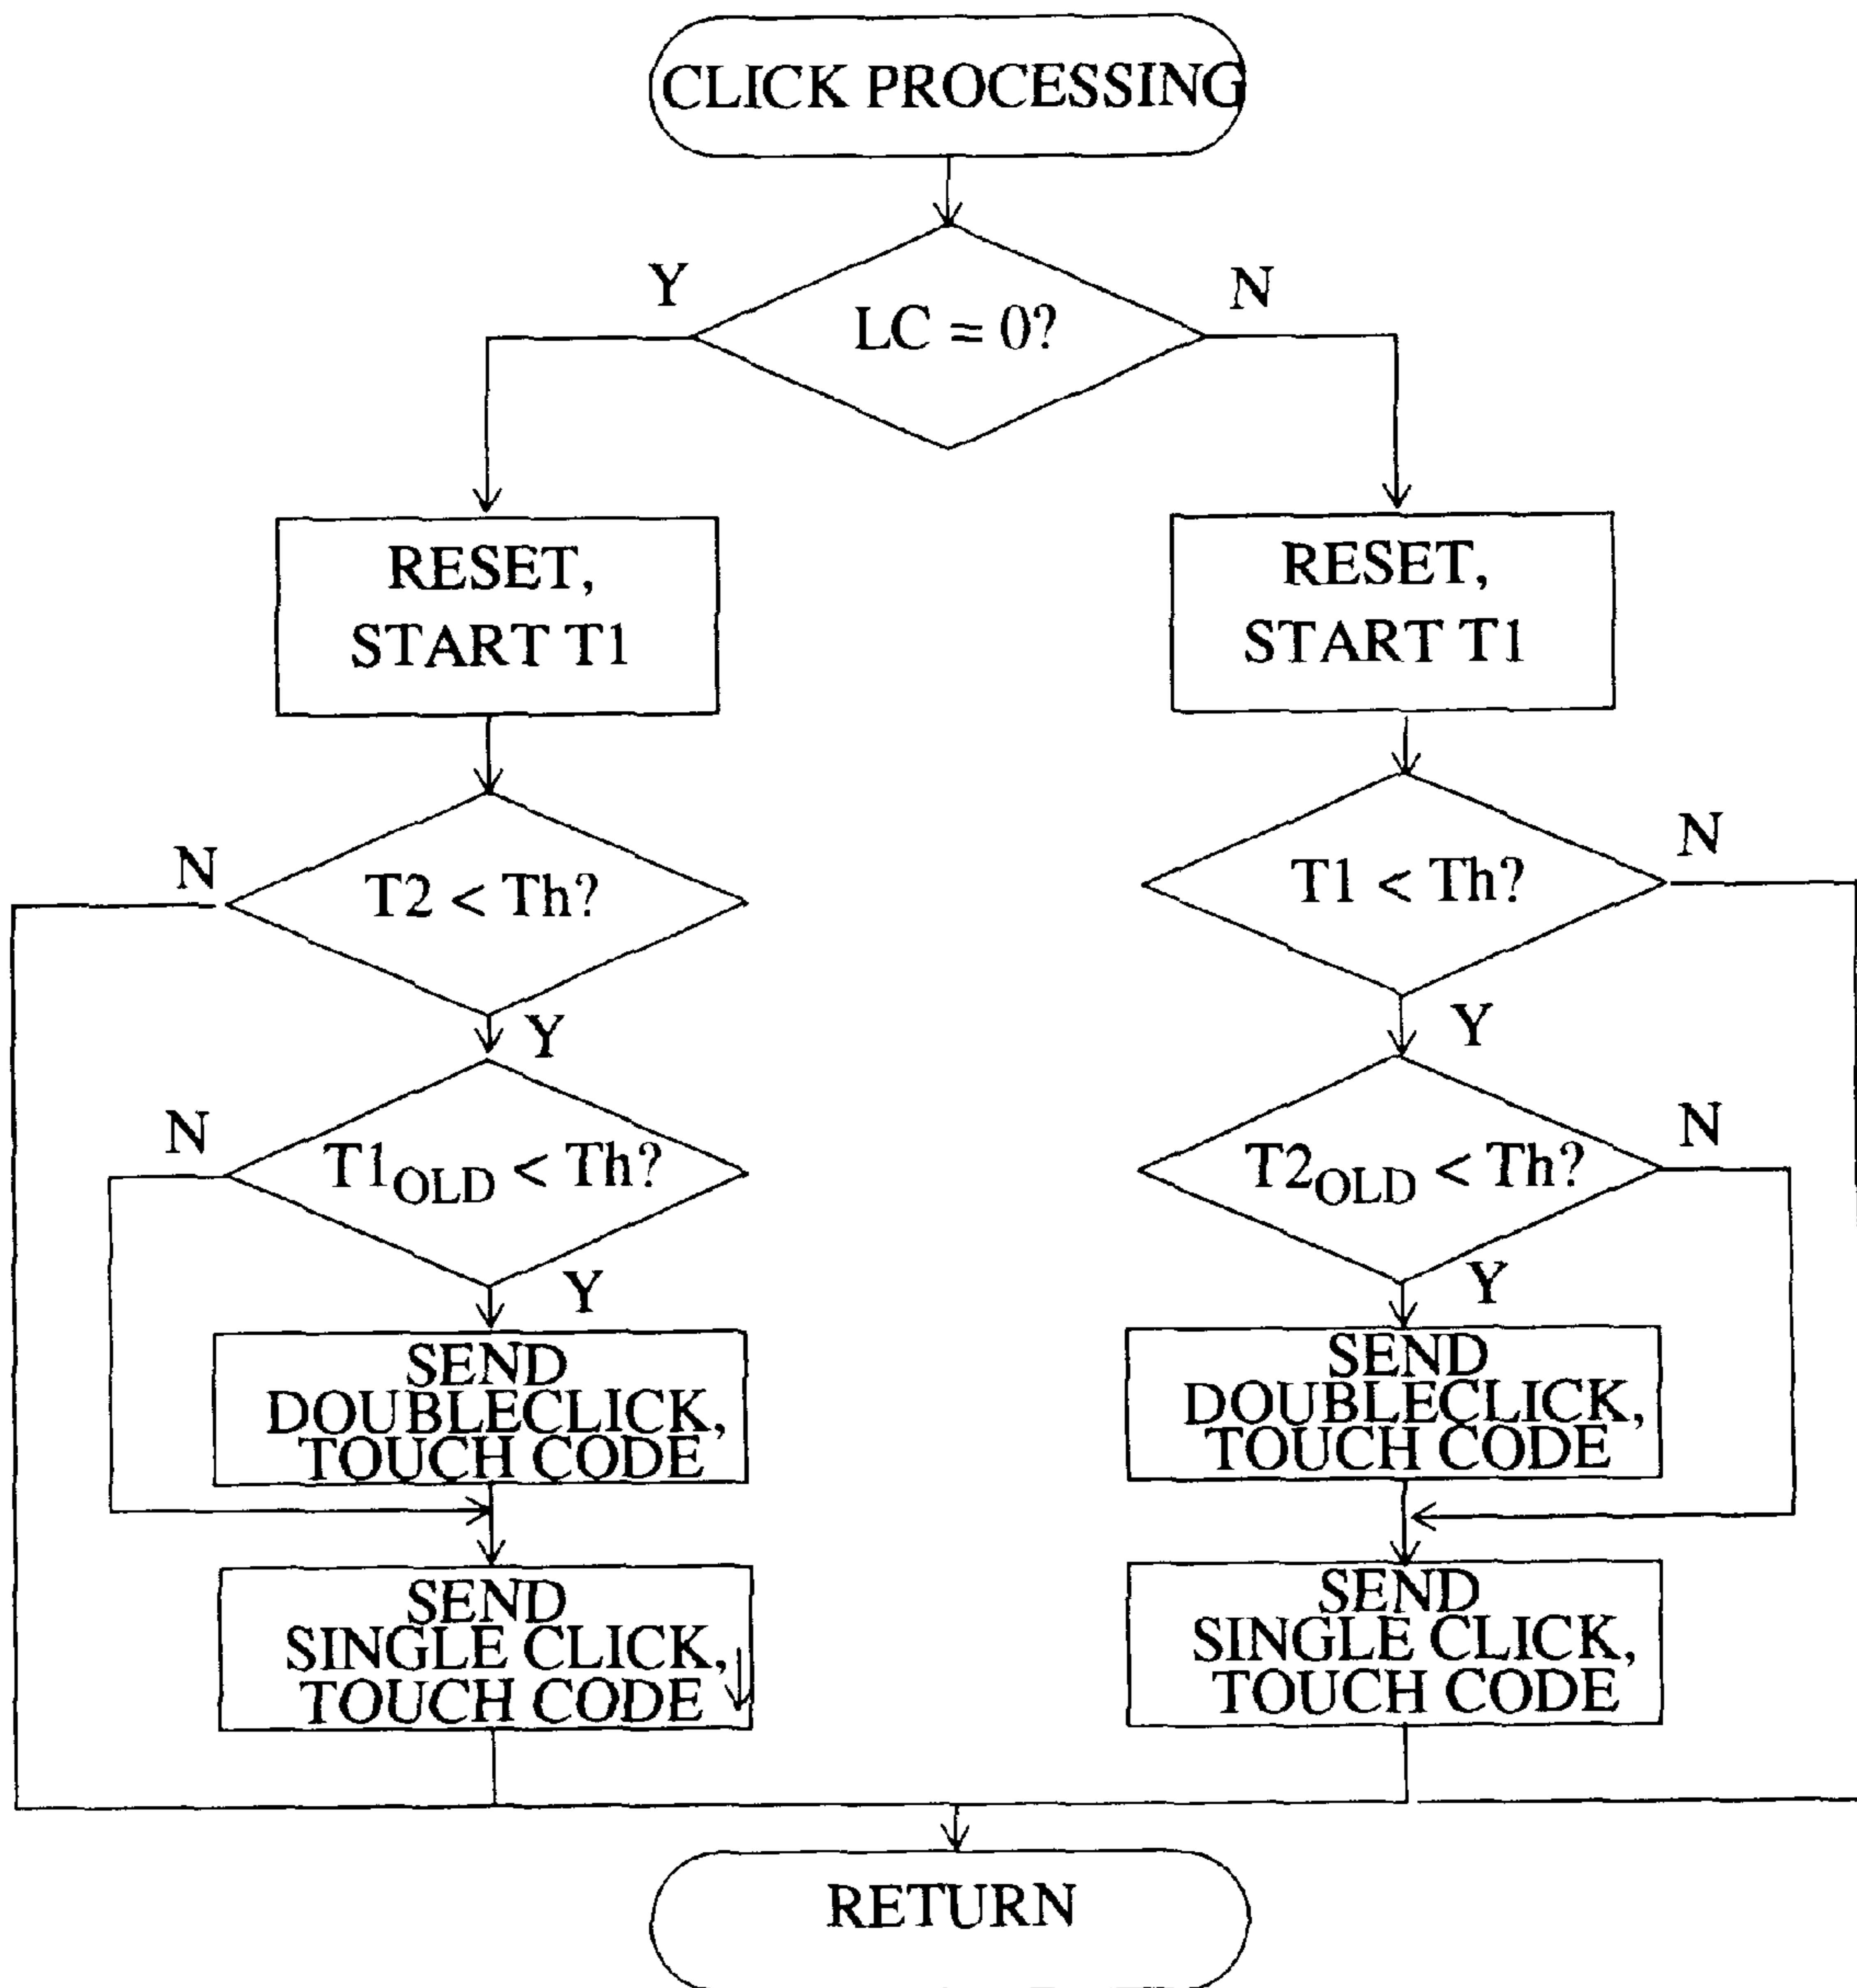 CLICK PROCESSING
Y
N
LC = 0?
RESET,
START T1
RESET,
START T1
N
T2 < Th?
Y
T1 < Th?
N
Y
N
T1OLD < Th?
Y
T2OLD < Th?
N
Y
SEND
DOUBLECLICK,
TOUCH CODE
SEND
DOUBLECLICK,
TOUCH CODE
SEND
SINGLE CLICK,
TOUCH CODE
SEND
SINGLE CLICK,
TOUCH CODE
RETURN